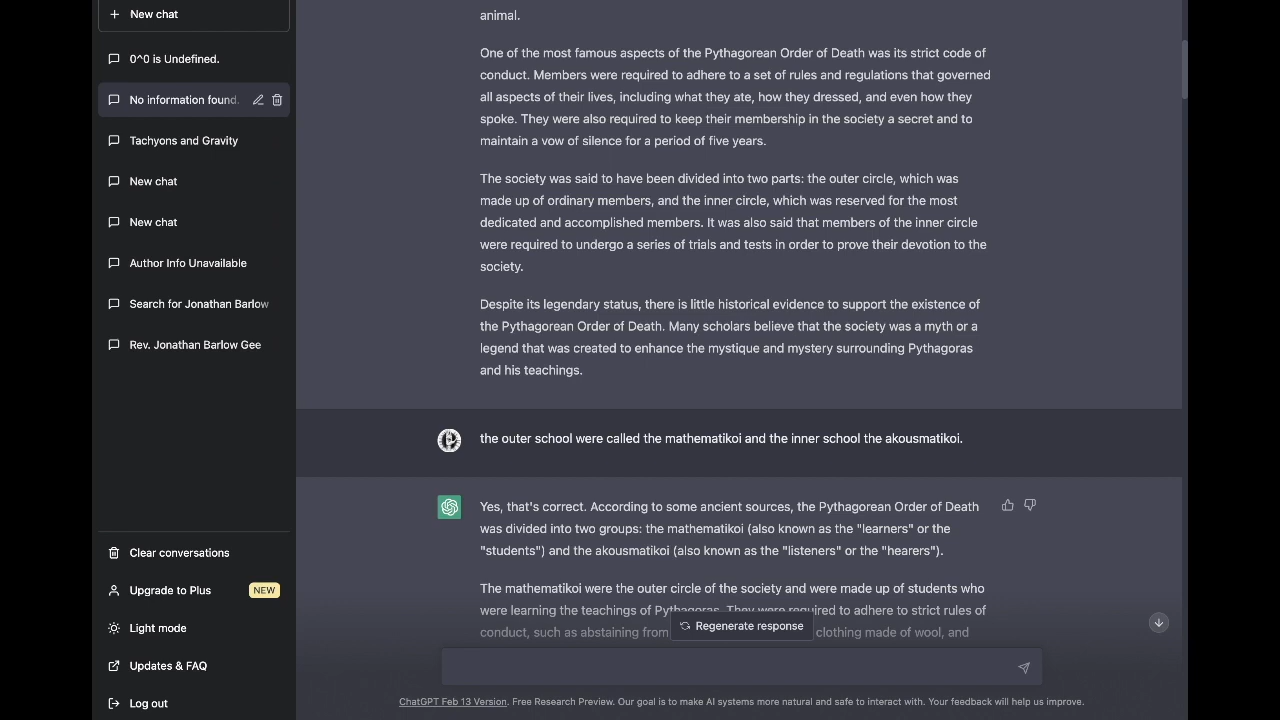 New chat
0^0 is Undefined.
No information found.
Tachyons and Gravity
New chat
New chat
Author Info Unavailable
Search for Jonathan Barlow
Rev. Jonathan Barlow Gee
Clear conversations
Upgrade to Plus NEW
Light mode
Updates & FAQ
Log out
animal.
One of the most famous aspects of the Pythagorean Order of Death was its strict code of
conduct. Members were required to adhere to a set of rules and regulations that governed
all aspects of their lives, including what they ate, how they dressed, and even how they
spoke. They were also required to keep their membership in the society a secret and to
maintain a vow of silence for a period of five years.
The society was said to have been divided into two parts: the outer circle, which was
made up of ordinary members, and the inner circle, which was reserved for the most
dedicated and accomplished members. It was also said that members of the inner circle
were required to undergo a series of trials and tests in order to prove their devotion to the
society.
Despite its legendary status, there is little historical evidence to support the existence of
the Pythagorean Order of Death. Many scholars believe that the society was a myth or a
legend that was created to enhance the mystique and mystery surrounding Pythagoras
and his teachings.
the outer school were called the mathematikoi and the inner school the akousmatikoi.
Yes, that's correct. According to some ancient sources, the Pythagorean Order of Death
was divided into two groups: the mathematikoi (also known as the "learners" or the
"students") and the akousmatikoi (also known as the "listeners" or the "hearers").
The mathematikoi were the outer circle of the society and were made up of students who
were learning the teachings of Pythagoras. They were required to adhere to strict rules of
conduct, such as abstaining from clothing made of wool, and
Regenerate response
ChatGPT Feb 13 Version. Free Research Preview. Our goal is to make AI systems more natural and safe to interact with. Your feedback will help us improve.